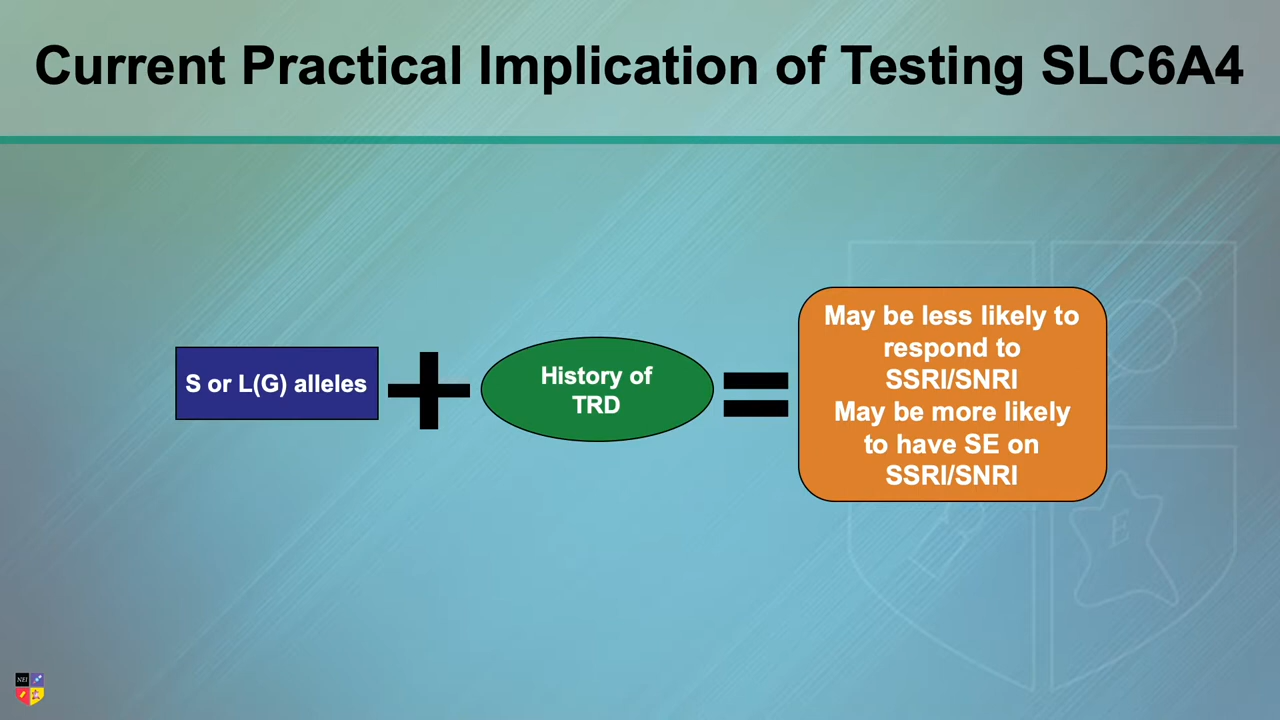 Current Practical Implication of Testing SLC6A4
S or L(G) alleles
+
History of
TRD
=
May be less likely to
respond to
SSRI/SNRI
May be more likely
to have SE on
SSRI/SNRI
E
NEI